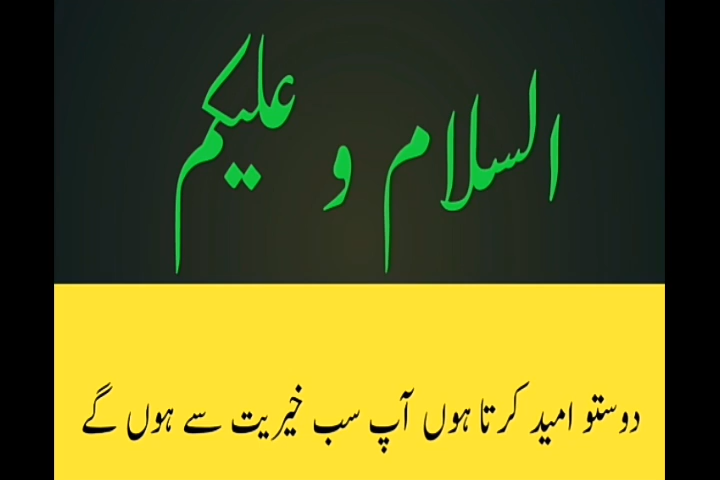 السلام و علیکم
دوستو امید کرتا ہوں آپ سب خیریت سے ہوں گے